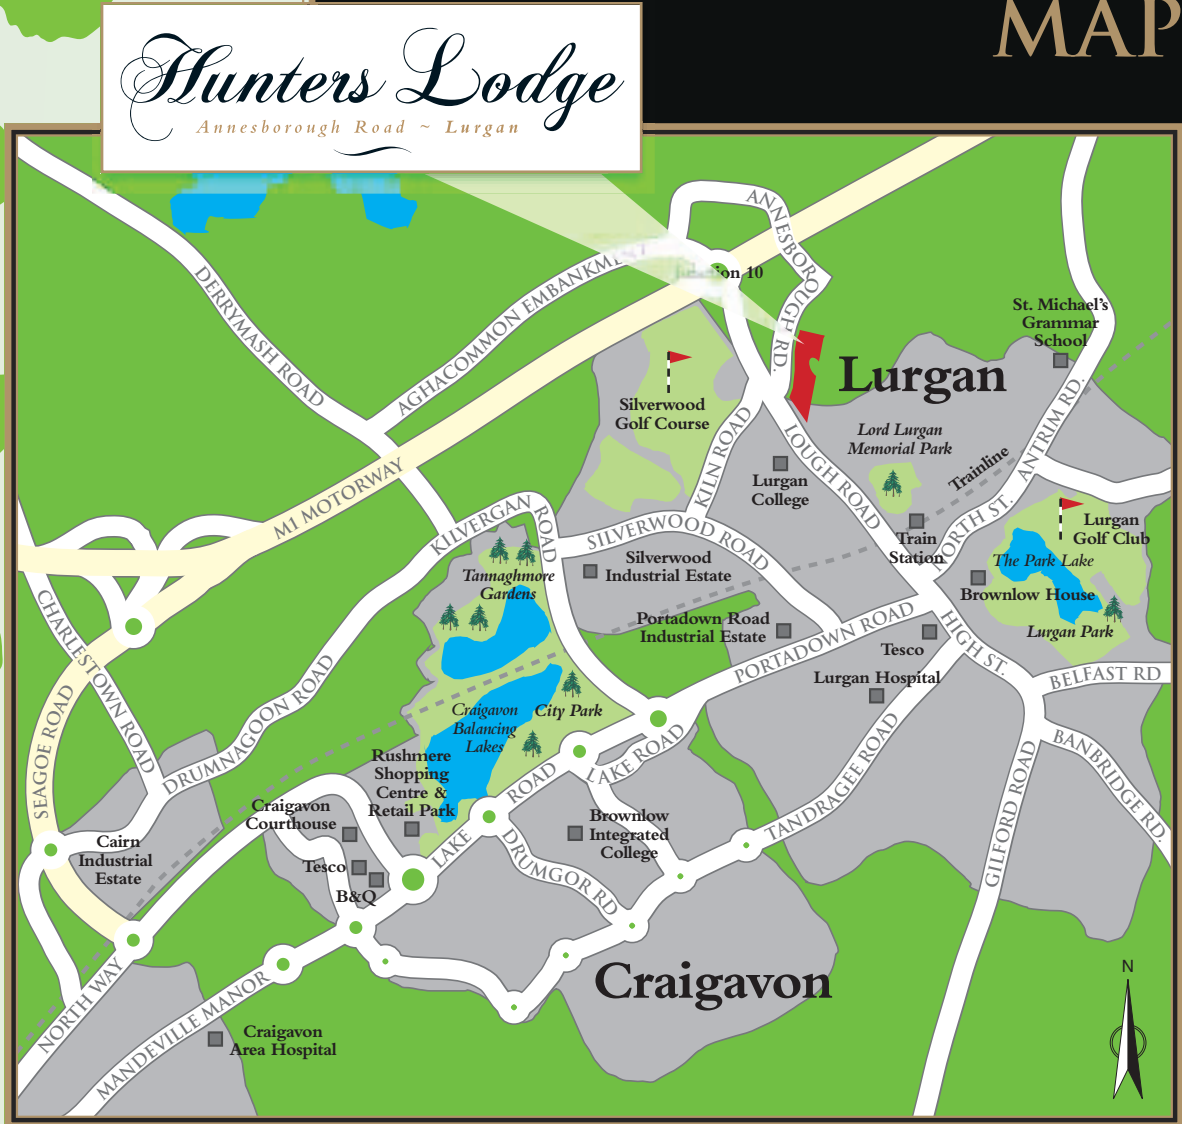 MAP
Hunters Lodge
Annesborough Road ~ Lurgan
ANNESBOROUGH RD.
Junction 10
DERRYMASH ROAD
AGHACOMMON EMBANKMENT
St. Michael's
Grammar
School
Lurgan
Silverwood
Golf Course
Lord Lurgan
Memorial Park
ANTRIM RD.
KILN ROAD
LOUGH ROAD
Trainline
M1 MOTORWAY
Lurgan
College
KILVERGAN ROAD
SILVERWOOD ROAD
Train
Station
NORTH ST.
Lurgan
Golf Club
The Park Lake
Tannaghmore
Gardens
Silverwood
Industrial Estate
Brownlow House
CHARLESTOWN ROAD
Portadown Road
Industrial Estate
PORTADOWN ROAD
Tesco
HIGH ST.
Lurgan Park
Lurgan Hospital
BELFAST RD
SEAGOE ROAD
DRUMNAGOON ROAD
Craigavon
Balancing
Lakes
City Park
Rushmere
Shopping
Centre &
Retail Park
LAKE ROAD
LAKE ROAD
TANDRAGEE ROAD
BANBRIDGE RD.
GILFORD ROAD
Craigavon
Courthouse
Brownlow
Integrated
College
Cairn
Industrial
Estate
Tesco
B&Q
DRUMGOR RD
Craigavon
NORTH WAY
MANDEVILLE MANOR
Craigavon
Area Hospital
N